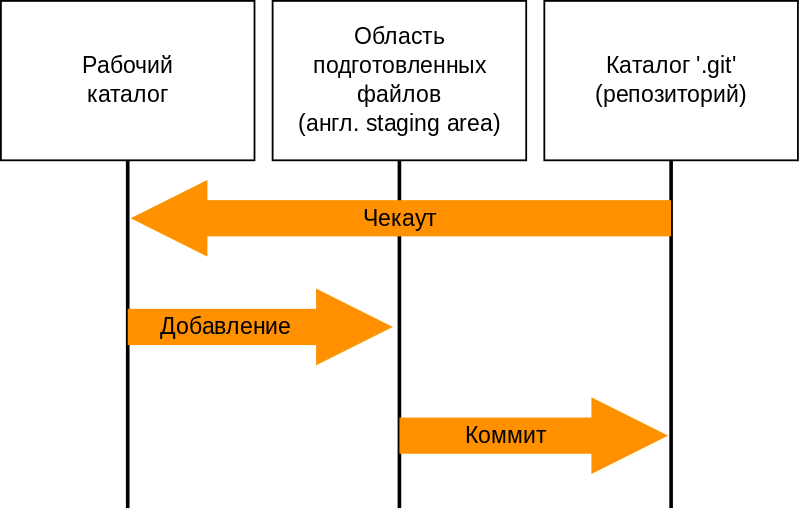 Рабочий
каталог
Область
подготовленных
файлов
(англ. staging area)
Каталог '.git'
(репозиторий)
Чекаут
Добавление
Коммит